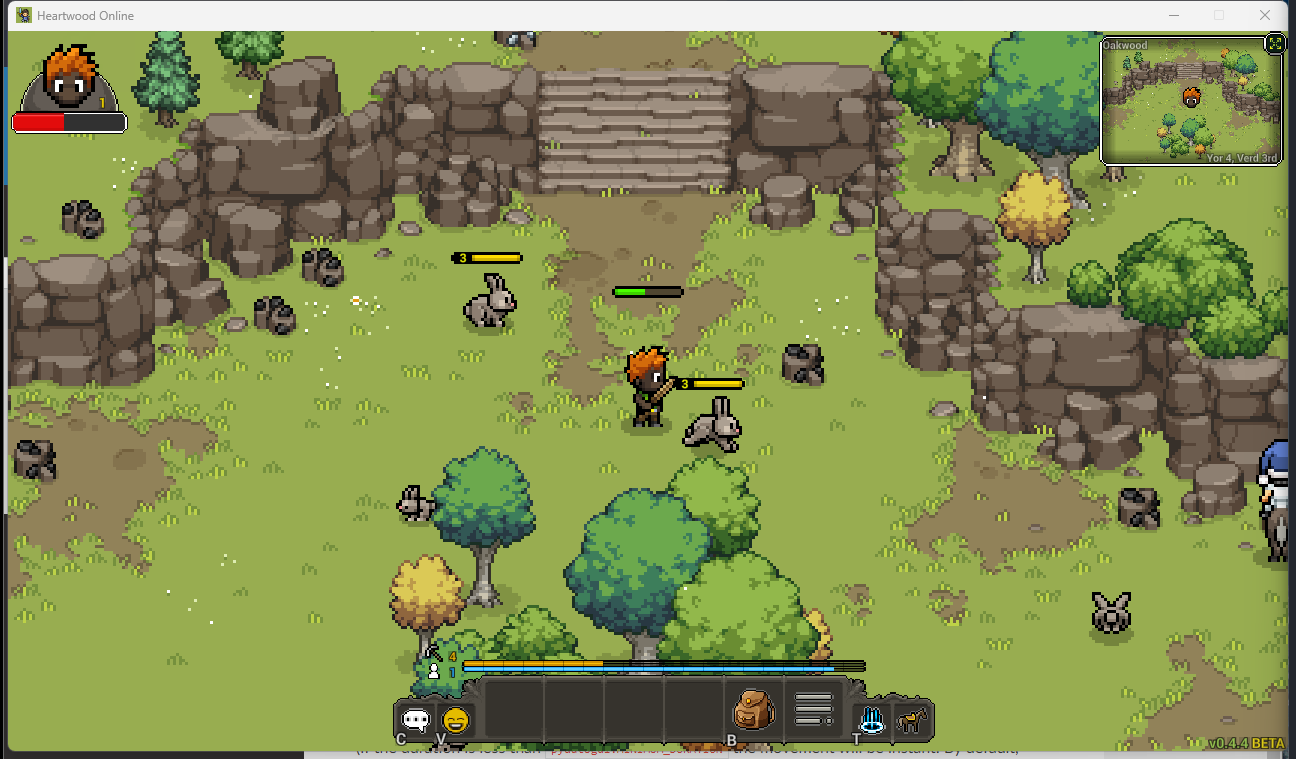 Heartwood Online
Oakwood
1
Yor 4, Verd 3rd
3
3
4
1
C
V
B
T
v0.4.4 BETA